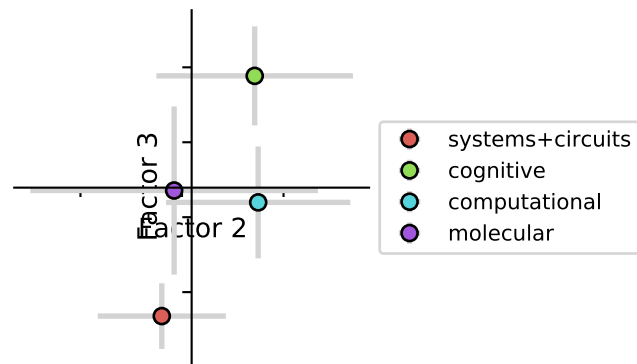 Factor 3
Factor 2
systems+circuits
cognitive
computational
molecular